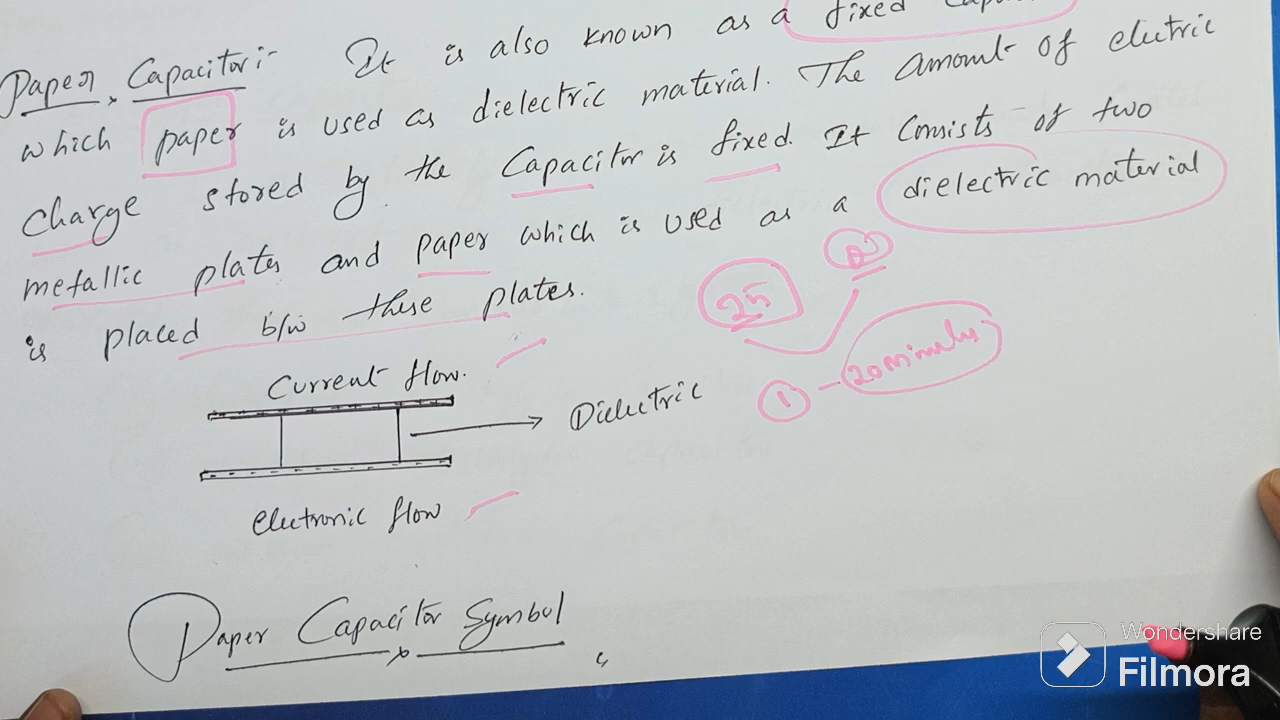 Paper Capacitor:- It is also known as a fixed
which paper is used as dielectric material. The amount of electric
charge stored by the Capacitor is fixed. It Consists of two
metallic plates and paper which is used as a dielectric material
is placed b/w these plates.
25
Current flow.
20 minutes
1
Dielectric
electronic flow
Paper Capacitor Symbol
Wondershare
Filmora